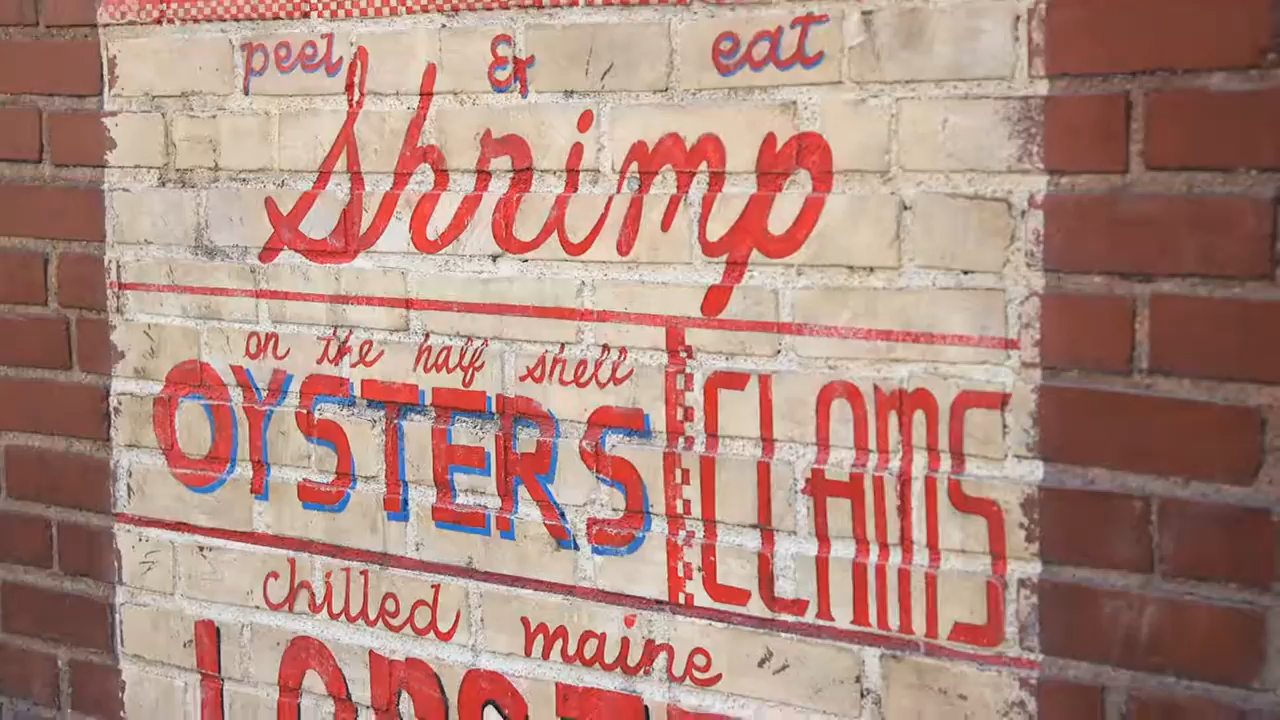 peel & eat
Shrimp
on the half shell
OYSTERS
CLAMS
chilled maine